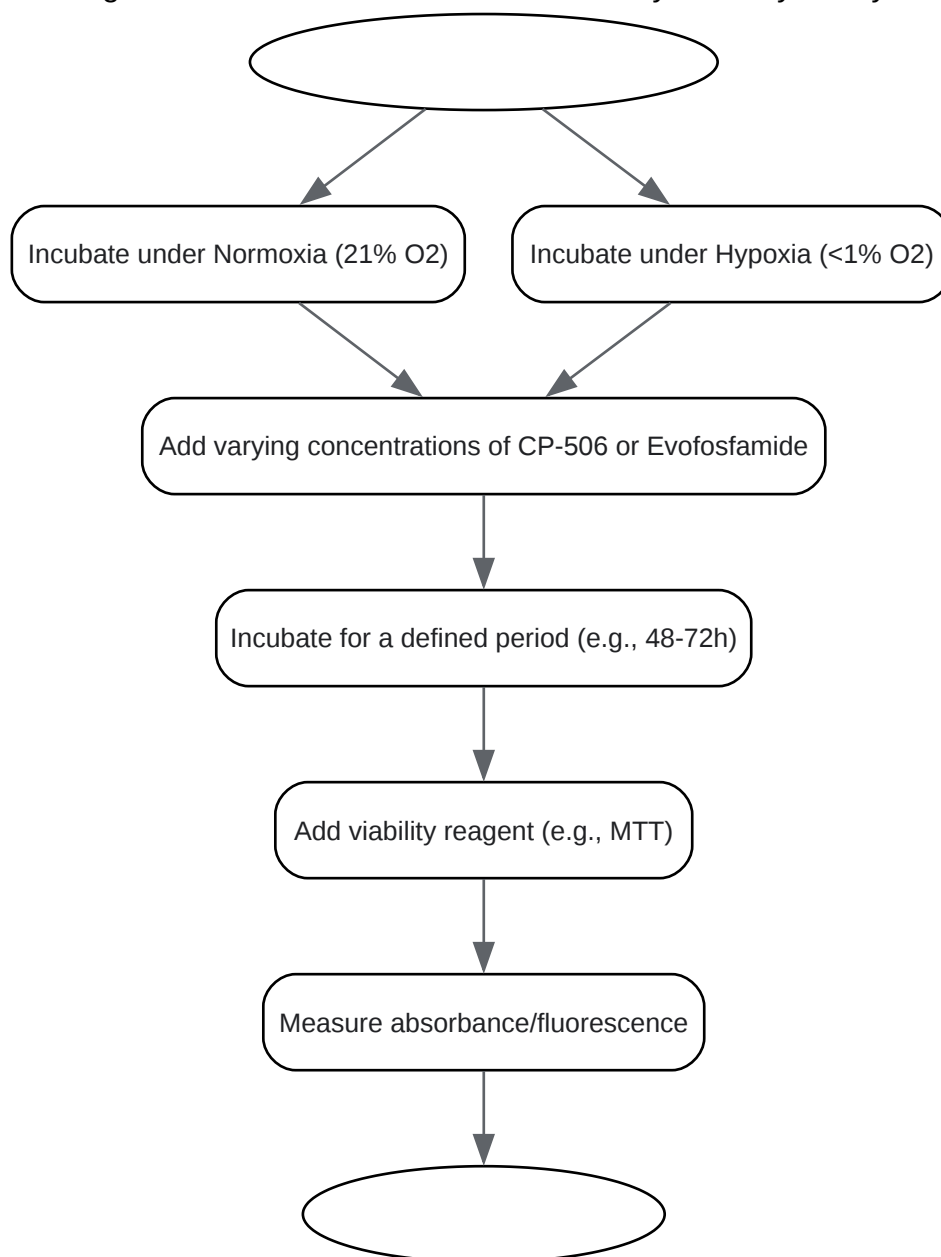 Incubate under Normoxia (21% O2)
Incubate under Hypoxia (<1% O2)
Add varying concentrations of CP-506 or Evofosfamide
Incubate for a defined period (e.g., 48-72h)
Add viability reagent (e.g., MTT)
Measure absorbance/fluorescence